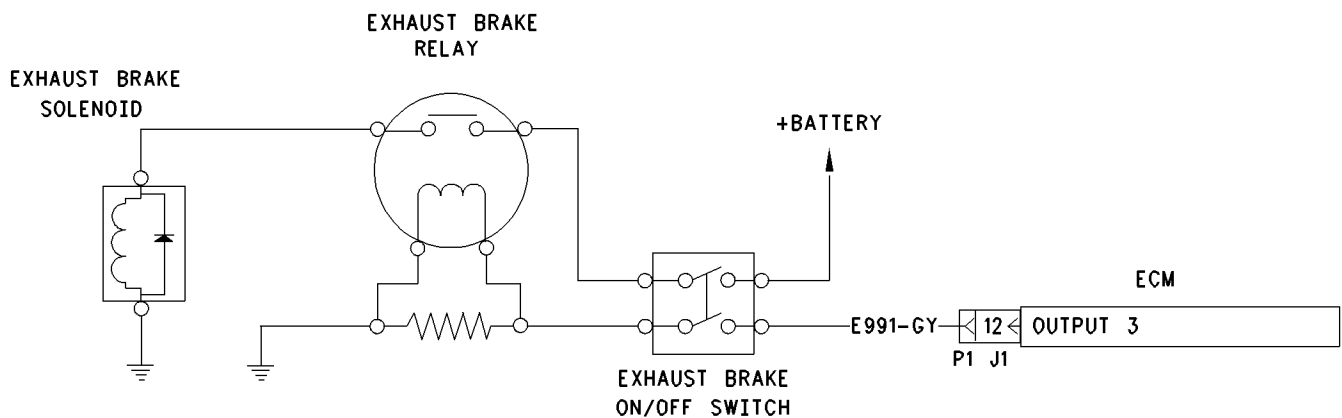 EXHAUST BRAKE
RELAY
EXHAUST BRAKE
SOLENOID
+BATTERY
ECM
E991-GY
12
OUTPUT 3
P1 J1
EXHAUST BRAKE
ON/OFF SWITCH